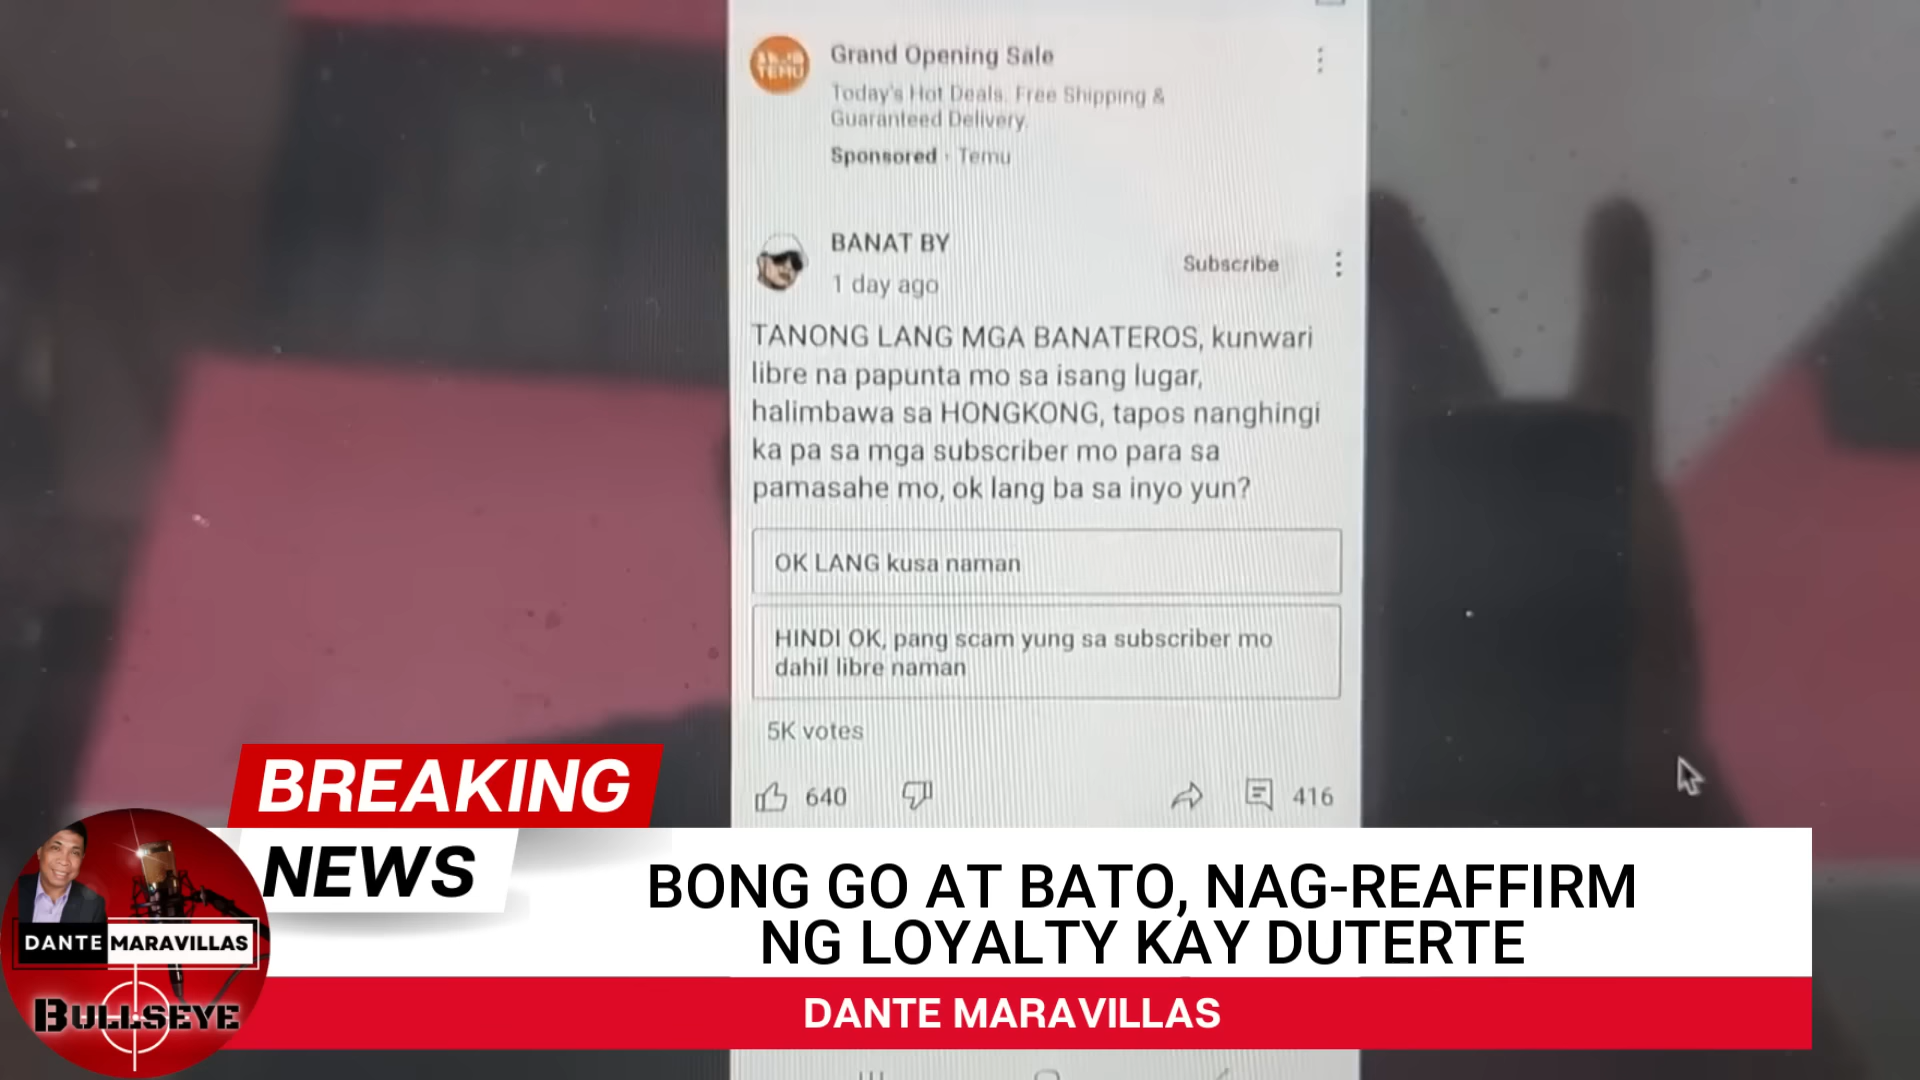 Grand Opening Sale
Today's Hot Deals. Free Shipping &
Guaranteed Delivery.
Sponsored · Temu
TEMU
BANAT BY
1 day ago
Subscribe
TANONG LANG MGA BANATEROS, kunwari
libre na papunta mo sa isang lugar,
halimbawa sa HONGKONG, tapos nanghingi
ka pa sa mga subscriber mo para sa
pamasahe mo, ok lang ba sa inyo yun?
OK LANG kusa naman
HINDI OK, pang scam yung sa subscriber mo
dahil libre naman
5K votes
640
416
BREAKING
NEWS
BONG GO AT BATO, NAG-REAFFIRM
NG LOYALTY KAY DUTERTE
DANTE MARAVILLAS
DANTE MARAVILLAS
BULLSEYE